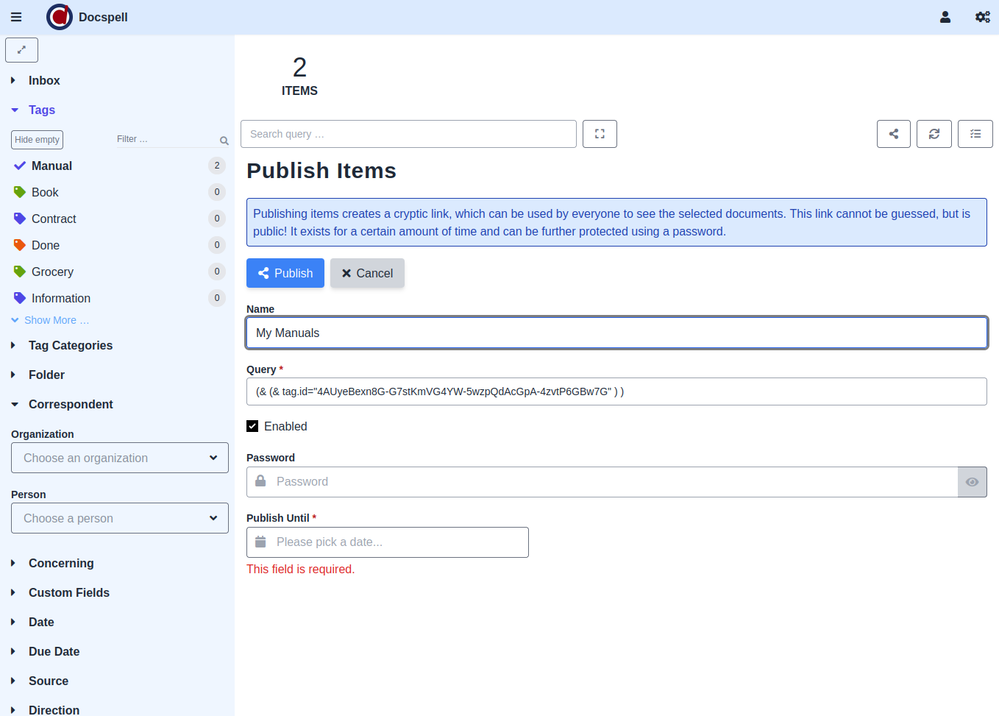 Docspell
Inbox
Tags
Hide empty
Filter …
Manual 2
Book 0
Contract 0
Done 0
Grocery 0
Information 0
Show More …
Tag Categories
Folder
Correspondent
Organization
Choose an organization
Person
Choose a person
Concerning
Custom Fields
Date
Due Date
Source
Direction
2
ITEMS
Search query …
Publish Items
Publishing items creates a cryptic link, which can be used by everyone to see the selected documents. This link cannot be guessed, but is
public! It exists for a certain amount of time and can be further protected using a password.
Publish Cancel
Name
My Manuals
Query *
(& (& tag.id="4AUyeBexn8G-G7stKmVG4YW-5wzpQdAcGpA-4zvtP6GBw7G" ) )
Enabled
Password
Password
Publish Until *
Please pick a date...
This field is required.